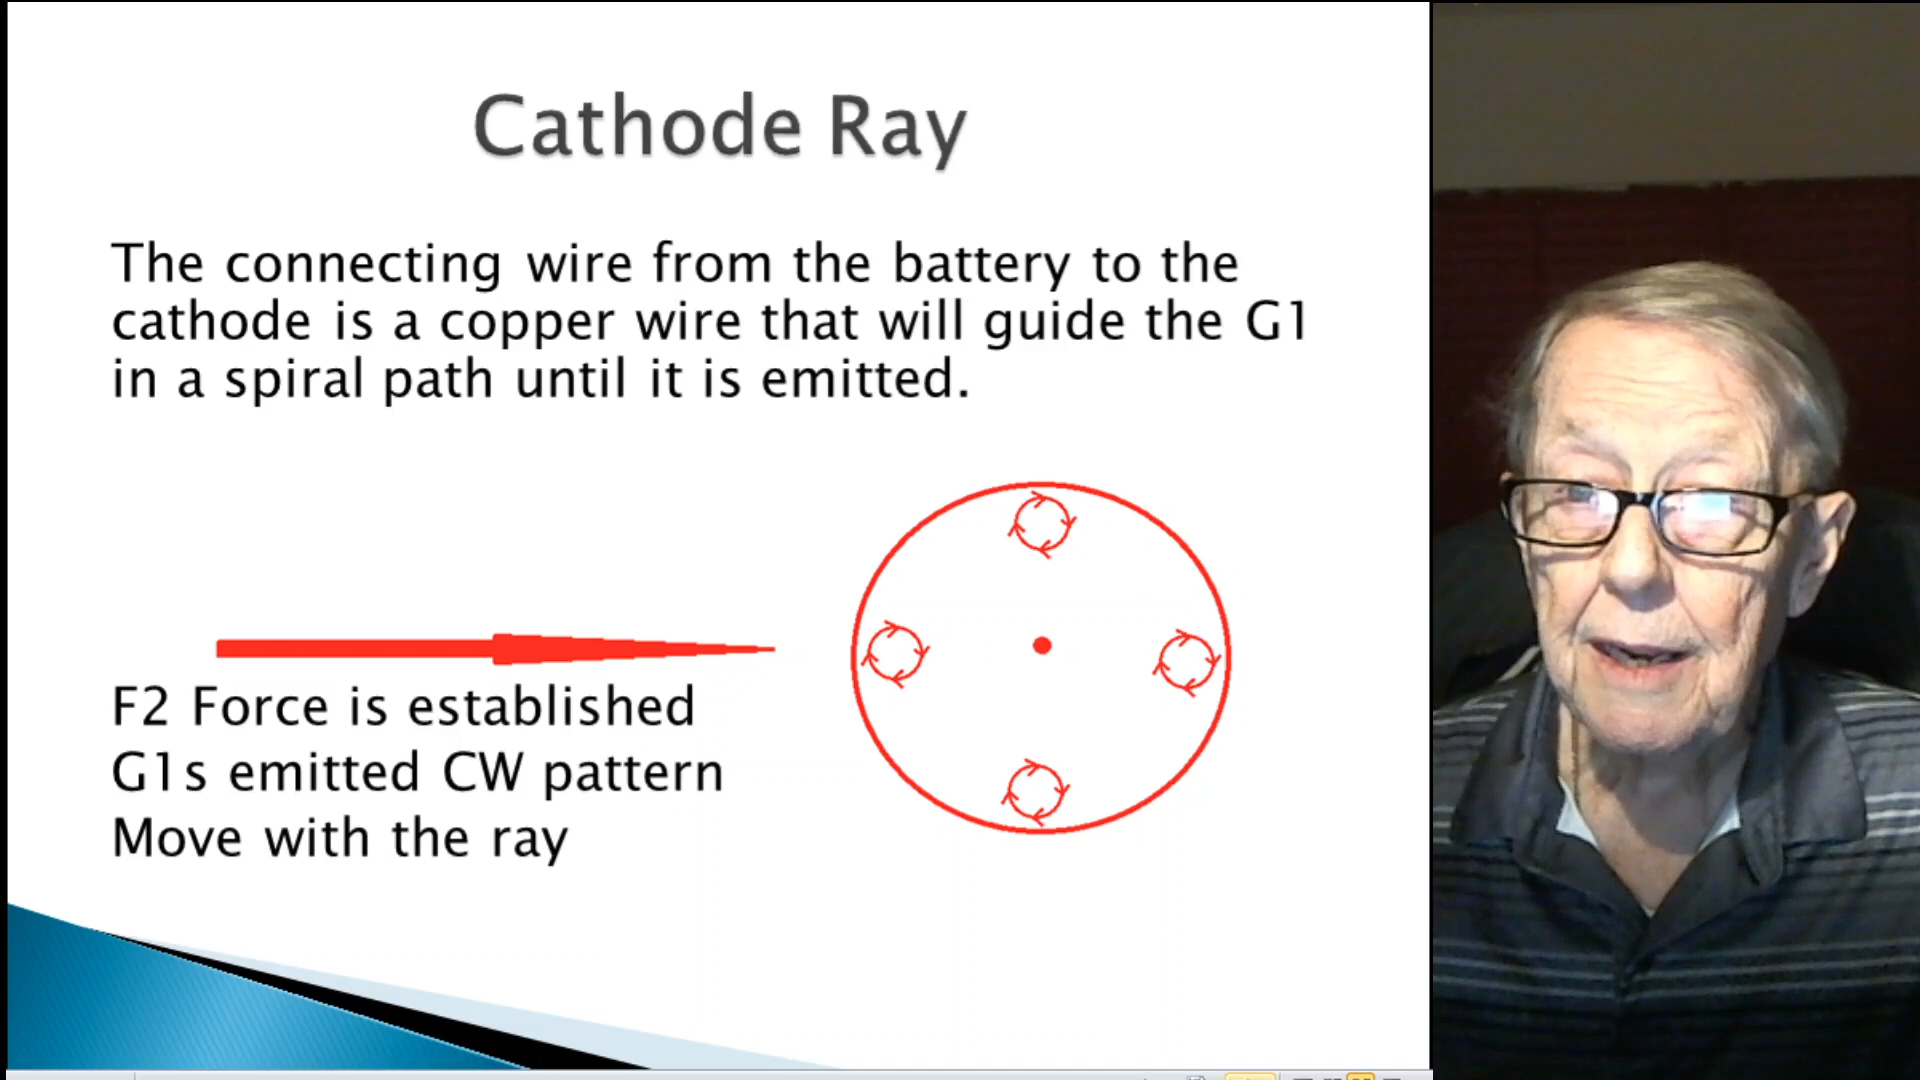 Cathode Ray
The connecting wire from the battery to the
cathode is a copper wire that will guide the G1
in a spiral path until it is emitted.
F2 Force is established
G1s emitted CW pattern
Move with the ray